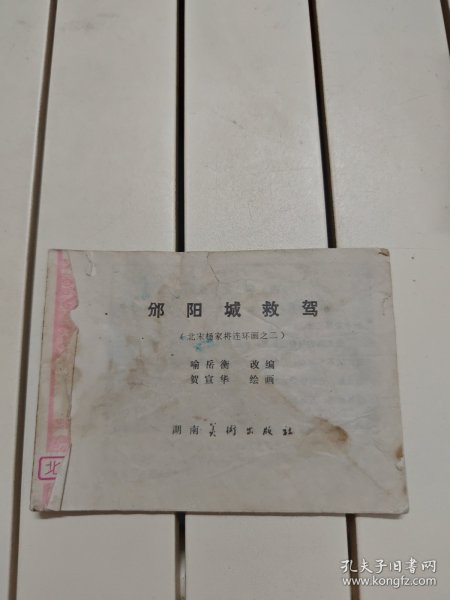 邠阳城救驾
(北宋杨家将连环画之二)
喻岳衡 改编
贺宣华 绘画
湖南美術出版社
北
孔夫子旧书网
www.kongfz.com